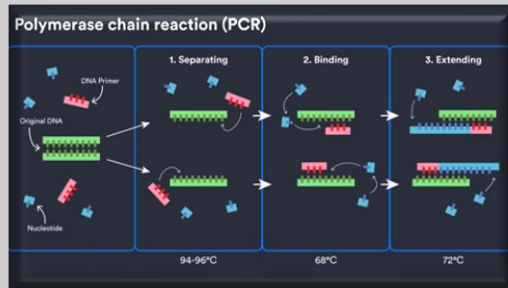 Polymerase chain reaction (PCR)
1. Separating
2. Binding
3. Extending
DNA Primer
Original DNA
Nucleotide
94-96°C
68°C
72°C